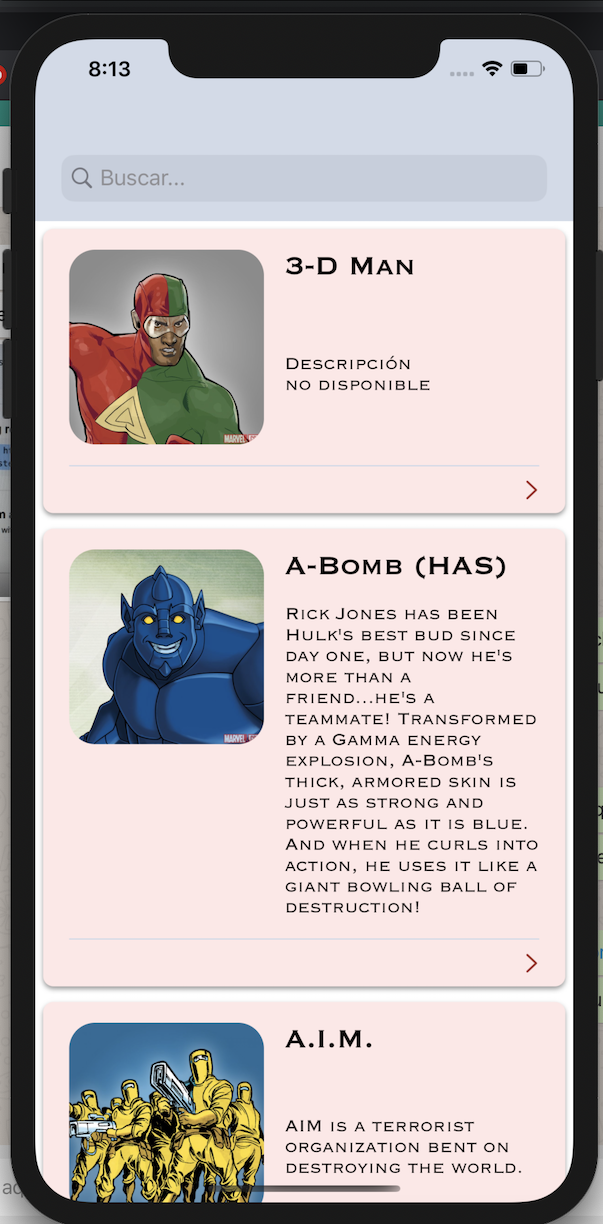 8:13
Buscar...
3-D Man
Descripción
no disponible
MARVEL
A-Bomb (HAS)
Rick Jones has been
Hulk's best bud since
day one, but now he's
more than a
friend...he's a
teammate! Transformed
by a Gamma energy
explosion, A-Bomb's
thick, armored skin is
just as strong and
powerful as it is blue.
And when he curls into
action, he uses it like a
giant bowling ball of
destruction!
MARVEL
A.I.M.
AIM is a terrorist
organization bent on
destroying the world.